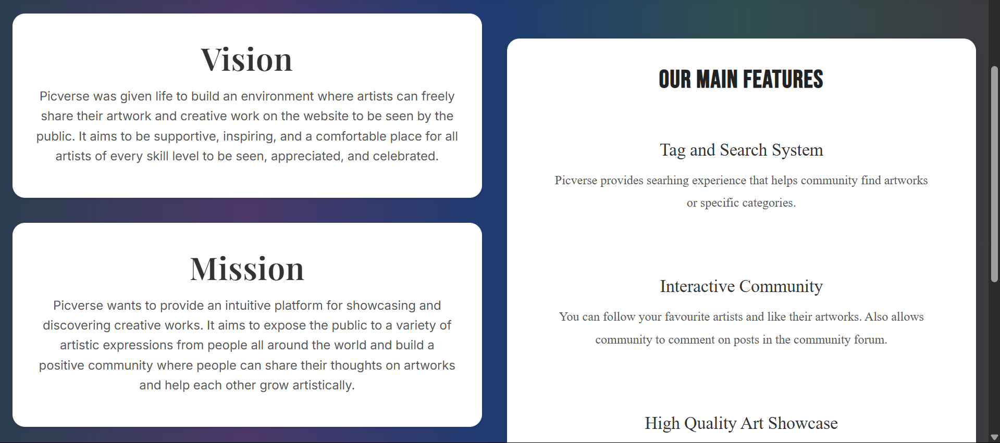 Vision
Picverse was given life to build an environment where artists can freely
share their artwork and creative work on the website to be seen by the
public. It aims to be supportive, inspiring, and a comfortable place for all
artists of every skill level to be seen, appreciated, and celebrated.
Mission
Picverse wants to provide an intuitive platform for showcasing and
discovering creative works. It aims to expose the public to a variety of
artistic expressions from people all around the world and build a
positive community where people can share their thoughts on artworks
and help each other grow artistically.
OUR MAIN FEATURES
Tag and Search System
Picverse provides searhing experience that helps community find artworks
or specific categories.
Interactive Community
You can follow your favourite artists and like their artworks. Also allows
community to comment on posts in the community forum.
High Quality Art Showcase